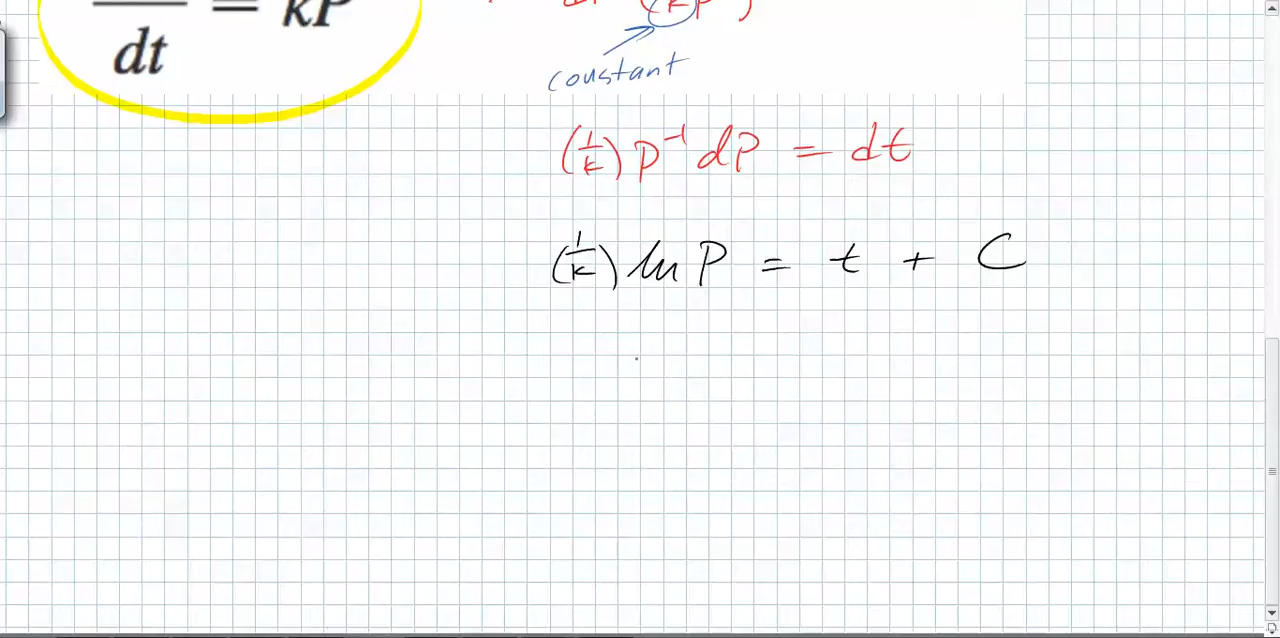 dt = kP
constant
(1/k) P⁻¹ dP = dt
(1/k) ln P = t + C